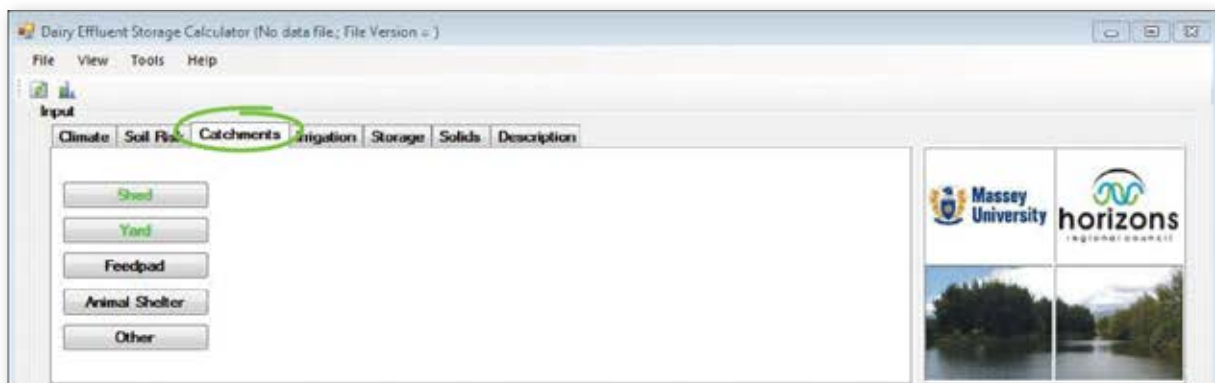 Dairy Effluent Storage Calculator (No data file.; File Version = )
File View Tools Help
Input
Climate Soil Risk Catchments Irrigation Storage Solids Description
Shed
Yard
Feedpad
Animal Shelter
Other
Massey
University
horizons
regional council